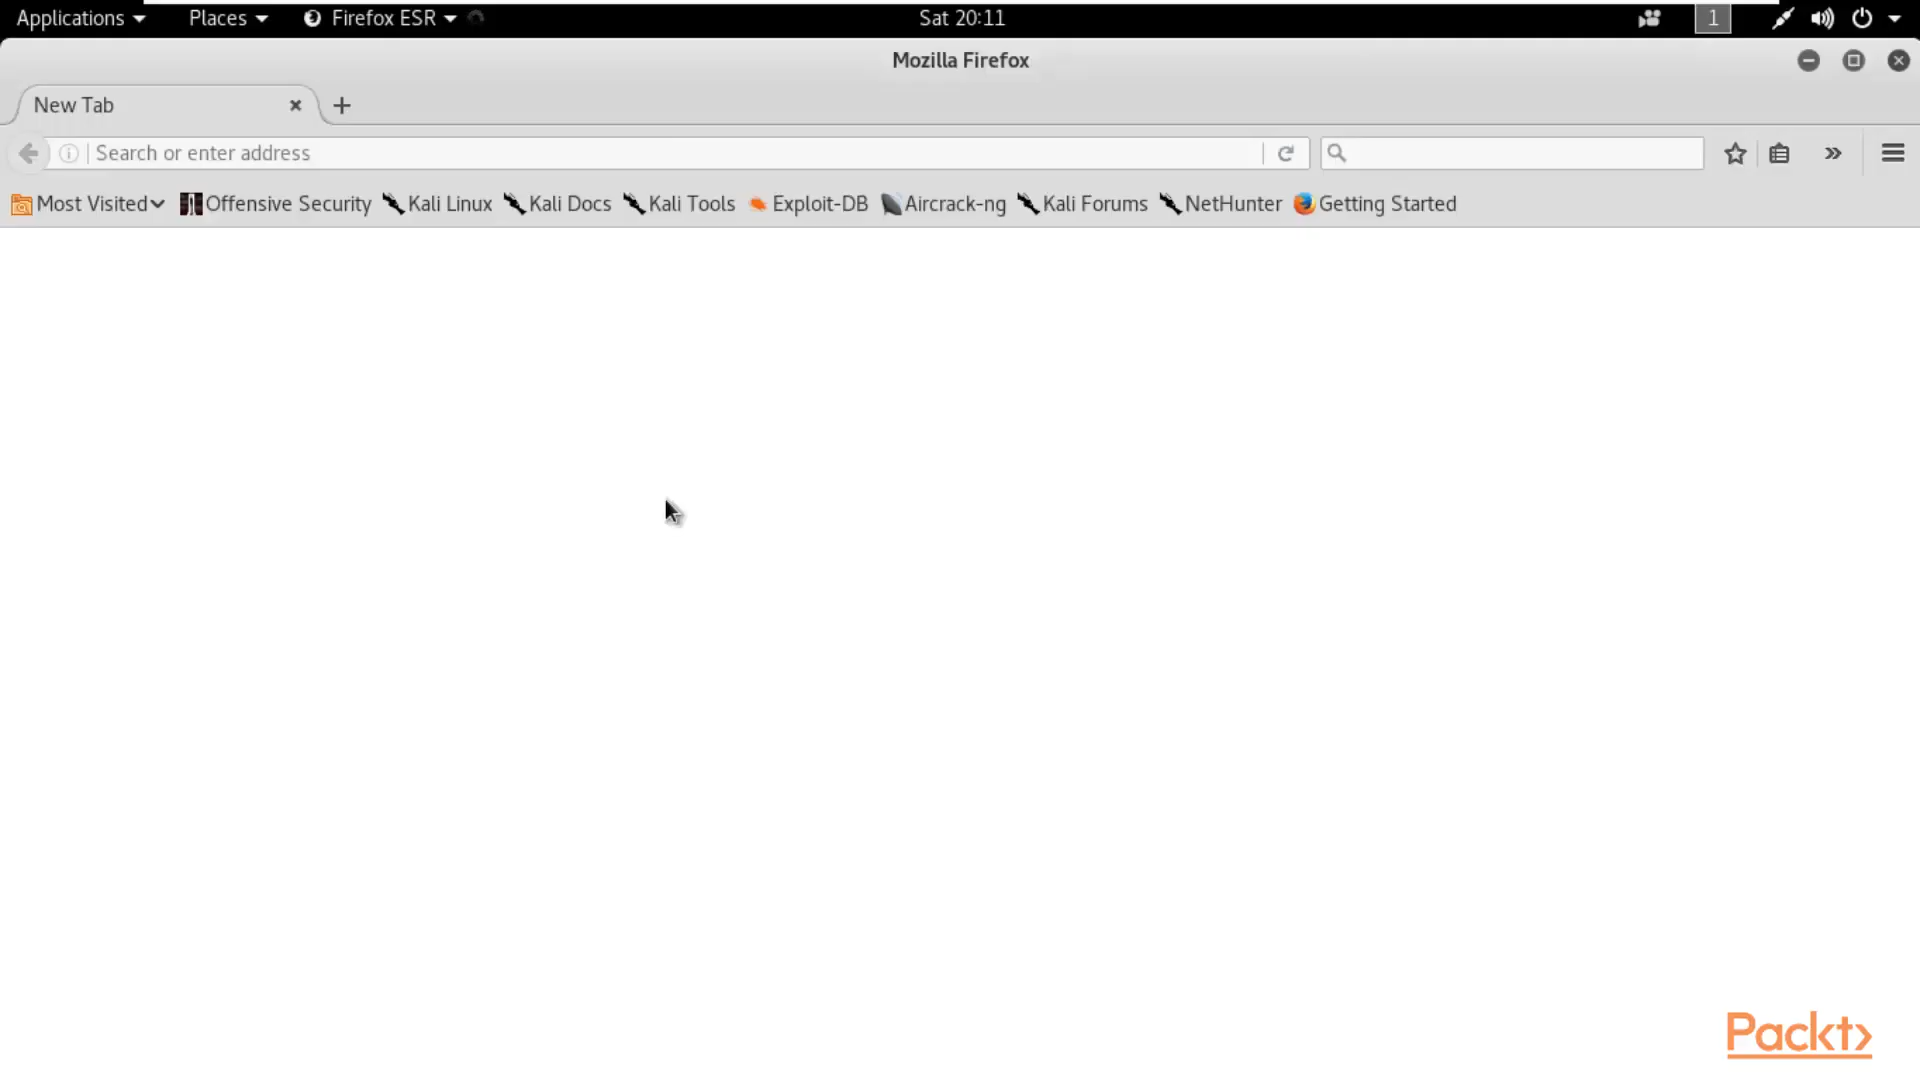 Applications Places Firefox ESR Sat 20:11 1
Mozilla Firefox
New Tab
Search or enter address
Most Visited Offensive Security Kali Linux Kali Docs Kali Tools Exploit-DB Aircrack-ng Kali Forums NetHunter Getting Started
Packt